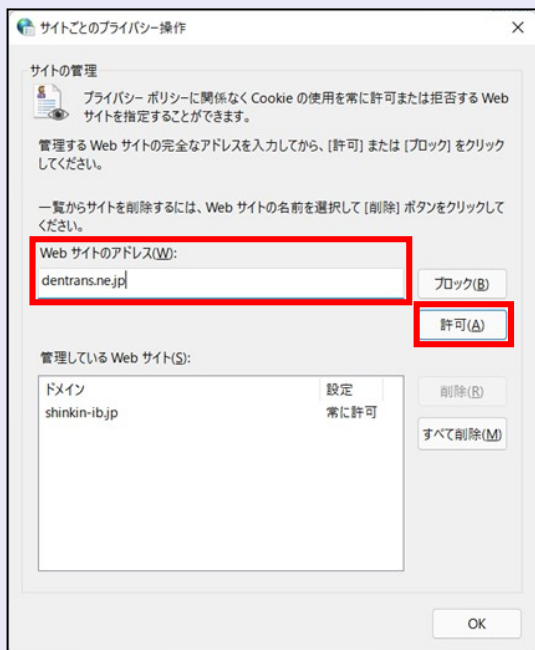 サイトごとのプライバシー操作
サイトの管理
プライバシー ポリシーに関係なく Cookie の使用を常に許可または拒否する Web
サイトを指定することができます。
管理する Web サイトの完全なアドレスを入力してから、[許可] または [ブロック] をクリック
してください。
一覧からサイトを削除するには、Web サイトの名前を選択して [削除] ボタンをクリックして
ください。
Web サイトのアドレス(W):
dentrans.ne.jp
ブロック(B)
許可(A)
管理している Web サイト(S):
ドメイン 設定
shinkin-ib.jp 常に許可
削除(R)
すべて削除(M)
OK